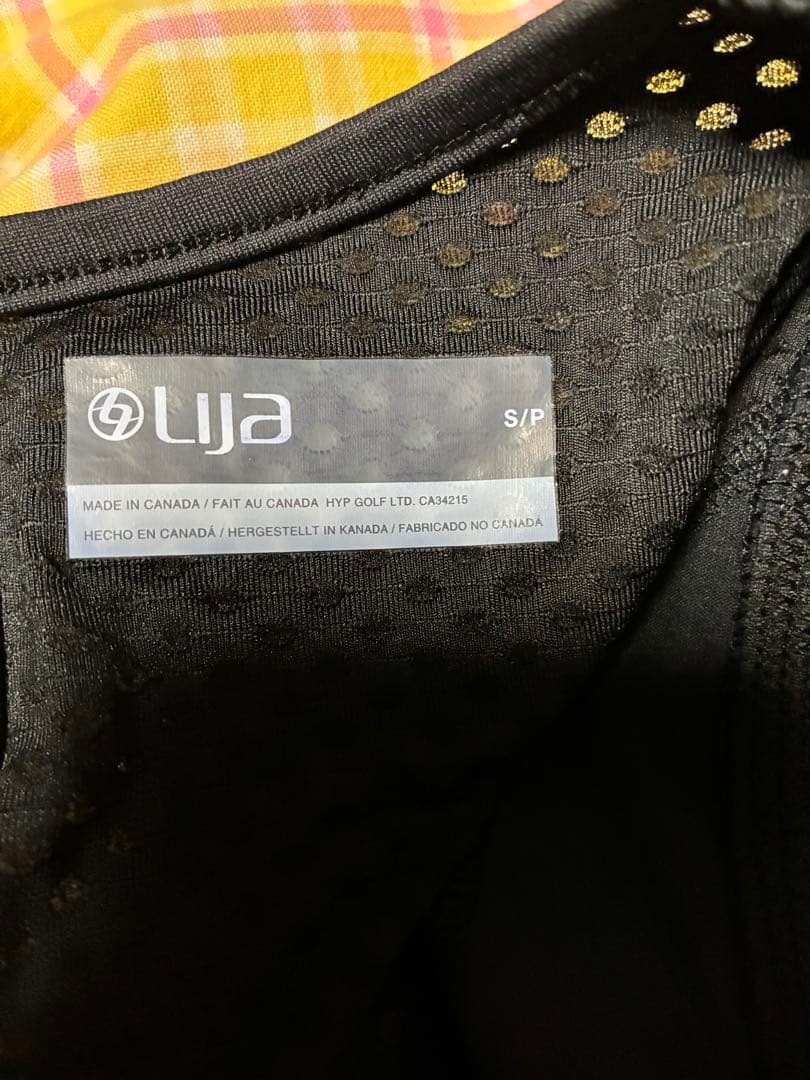 LIJA
S/P
MADE IN CANADA / FAIT AU CANADA HYP GOLF LTD. CA34215
HECHO EN CANADÁ / HERGESTELLT IN KANADA / FABRICADO NO CANADÁ